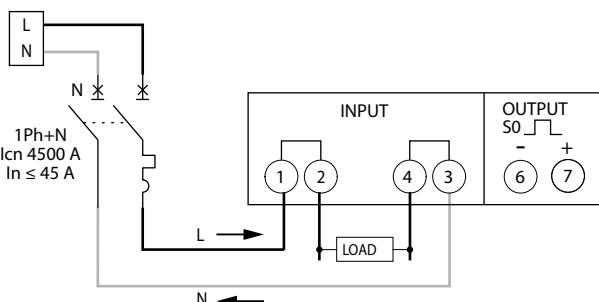 L
N
N
1Ph+N
Icn 4500 A
In ≤ 45 A
INPUT
1
2
4
3
OUTPUT
S0
- +
6
7
L
LOAD
N